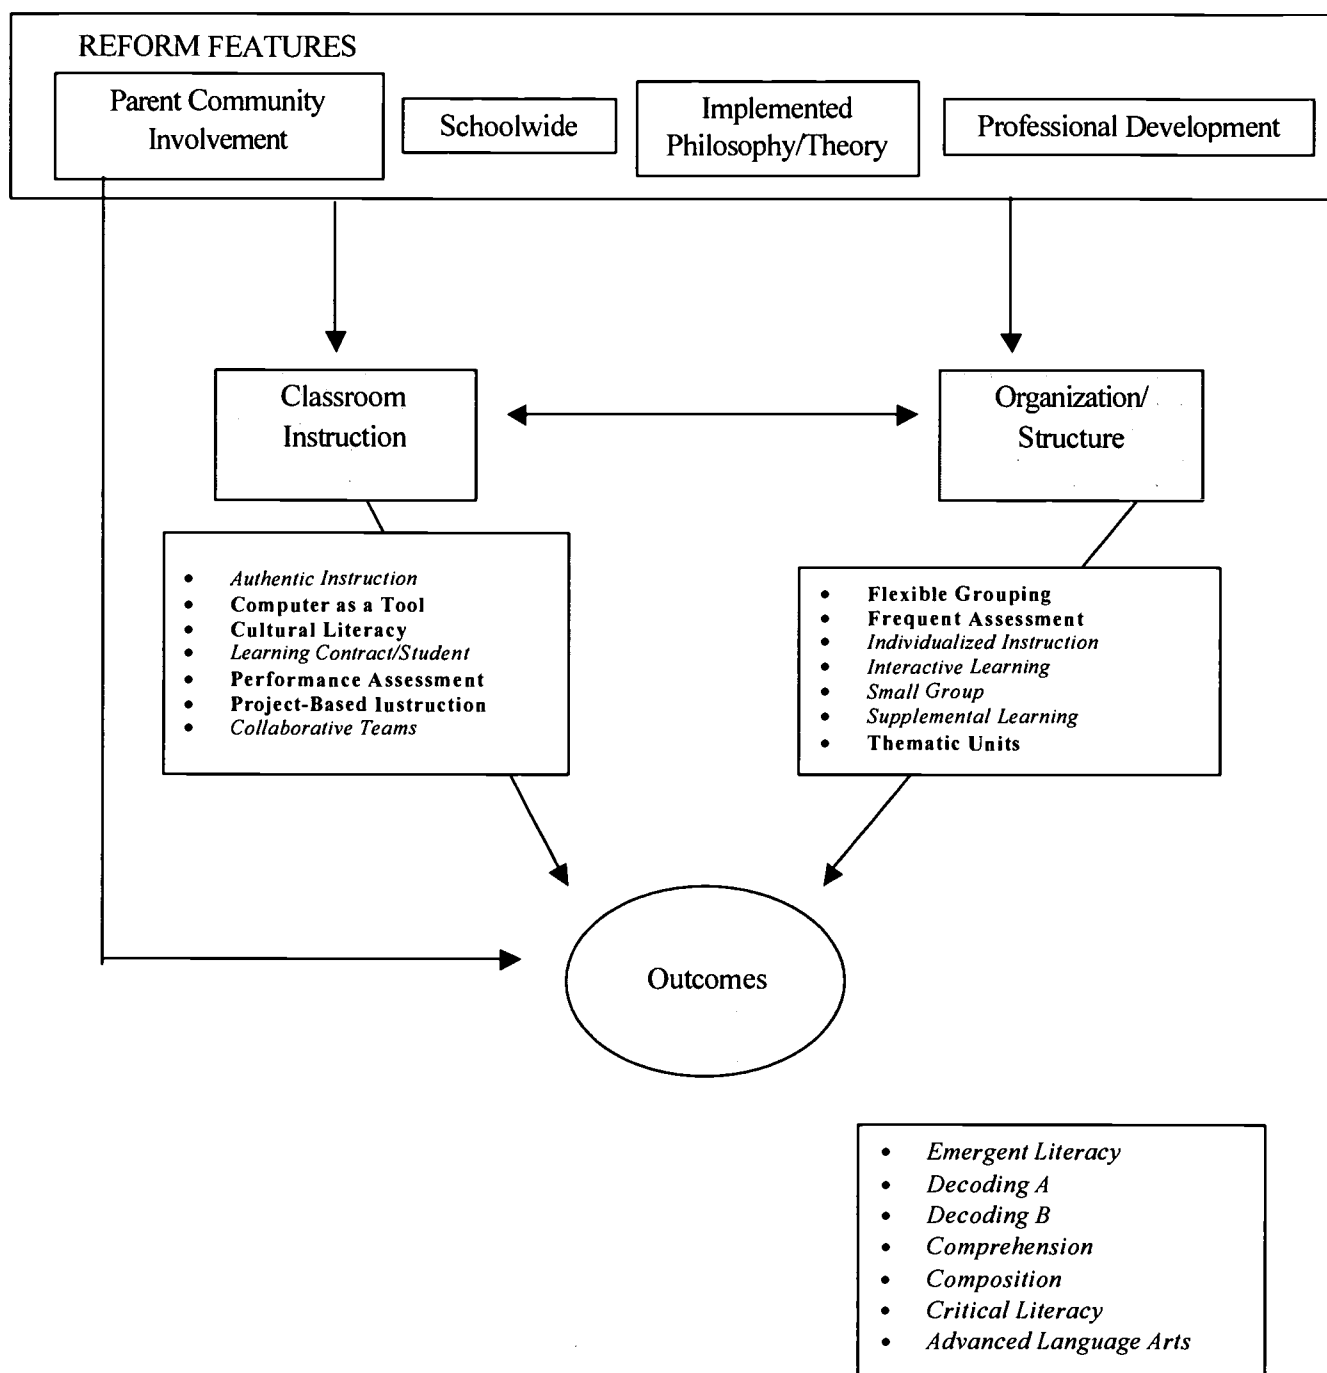 REFORM FEATURES
Parent Community
Involvement
Schoolwide
Implemented
Philosophy/Theory
Professional Development
Classroom
Instruction
Organization/
Structure
• Authentic Instruction
• Computer as a Tool
• Cultural Literacy
• Learning Contract/Student
• Performance Assessment
• Project-Based Iustruction
• Collaborative Teams
• Flexible Grouping
• Frequent Assessment
• Individualized Instruction
• Interactive Learning
• Small Group
• Supplemental Learning
• Thematic Units
Outcomes
• Emergent Literacy
• Decoding A
• Decoding B
• Comprehension
• Composition
• Critical Literacy
• Advanced Language Arts